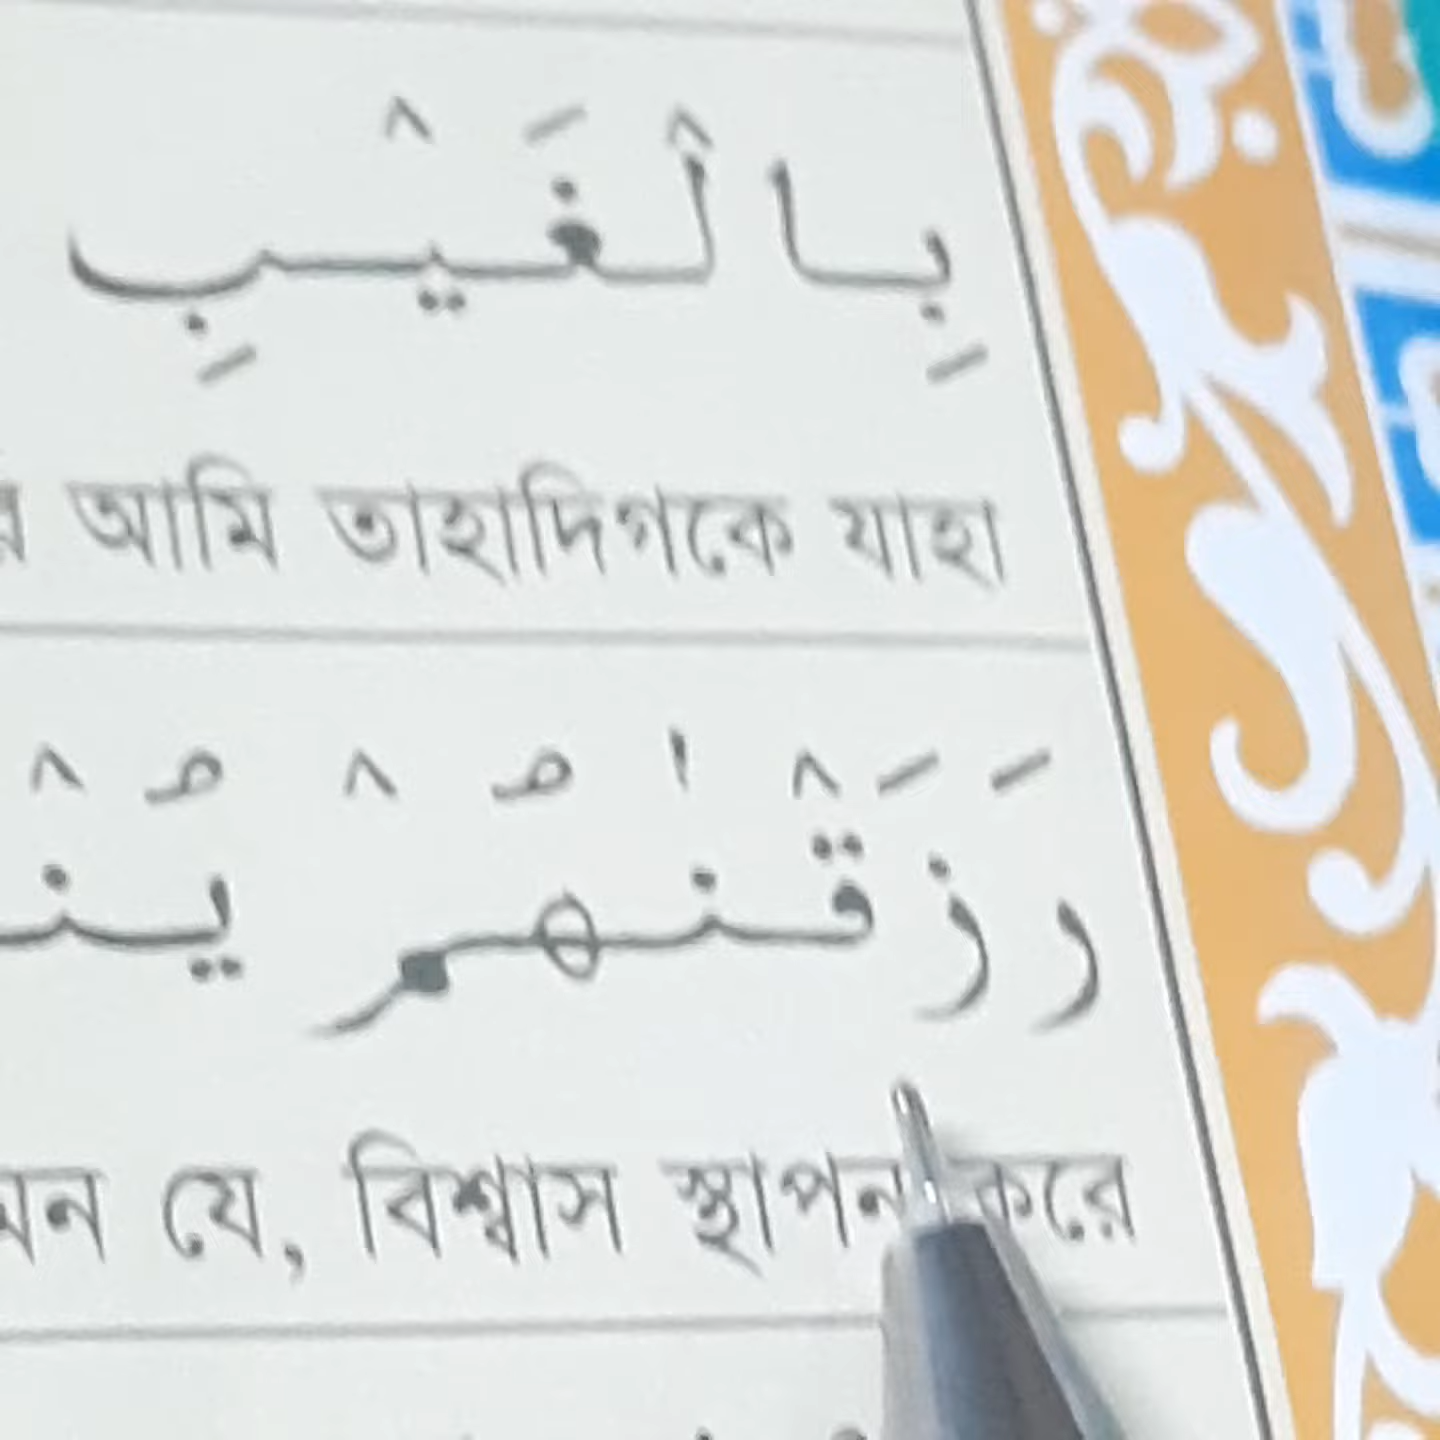 بِالْغَيْبِ
আমি তাহাদিগকে যাহা
رَزَقْنٰهُمْ
যে, বিশ্বাস স্থাপন করে